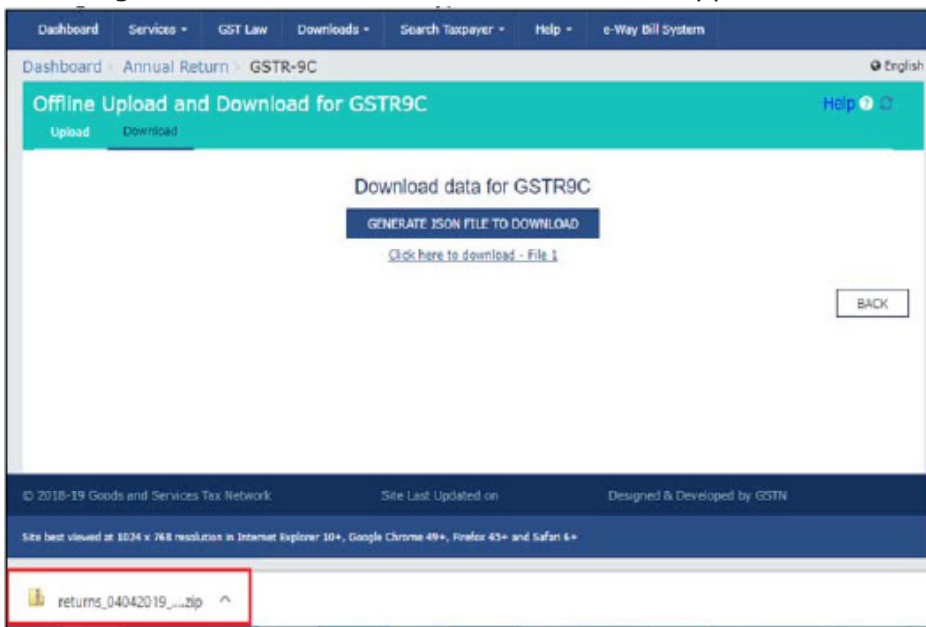 Dashboard Services GST Law Downloads Search Taxpayer Help e-Way Bill System
Dashboard > Annual Return > GSTR-9C English
Offline Upload and Download for GSTR9C Help
Upload Download
Download data for GSTR9C
GENERATE JSON FILE TO DOWNLOAD
Click here to download - File 1
BACK
© 2018-19 Goods and Services Tax Network Site Last Updated on Designed & Developed by GSTN
Site best viewed at 1024 x 768 resolution in Internet Explorer 10+, Google Chrome 49+, Firefox 45+ and Safari 6+
returns_04042019_....zip